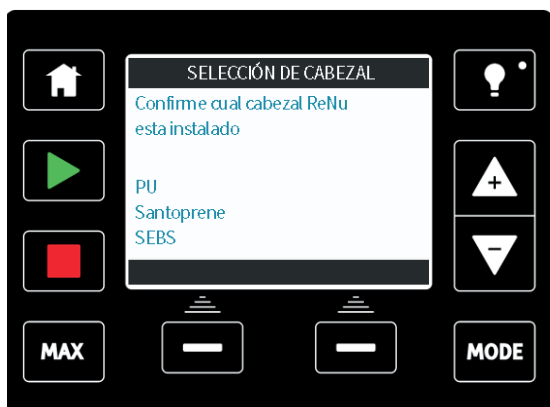 SELECCIÓN DE CABEZAL
Confirme cual cabezal ReNu
esta instalado
PU
Santoprene
SEBS
+
−
MAX
MODE